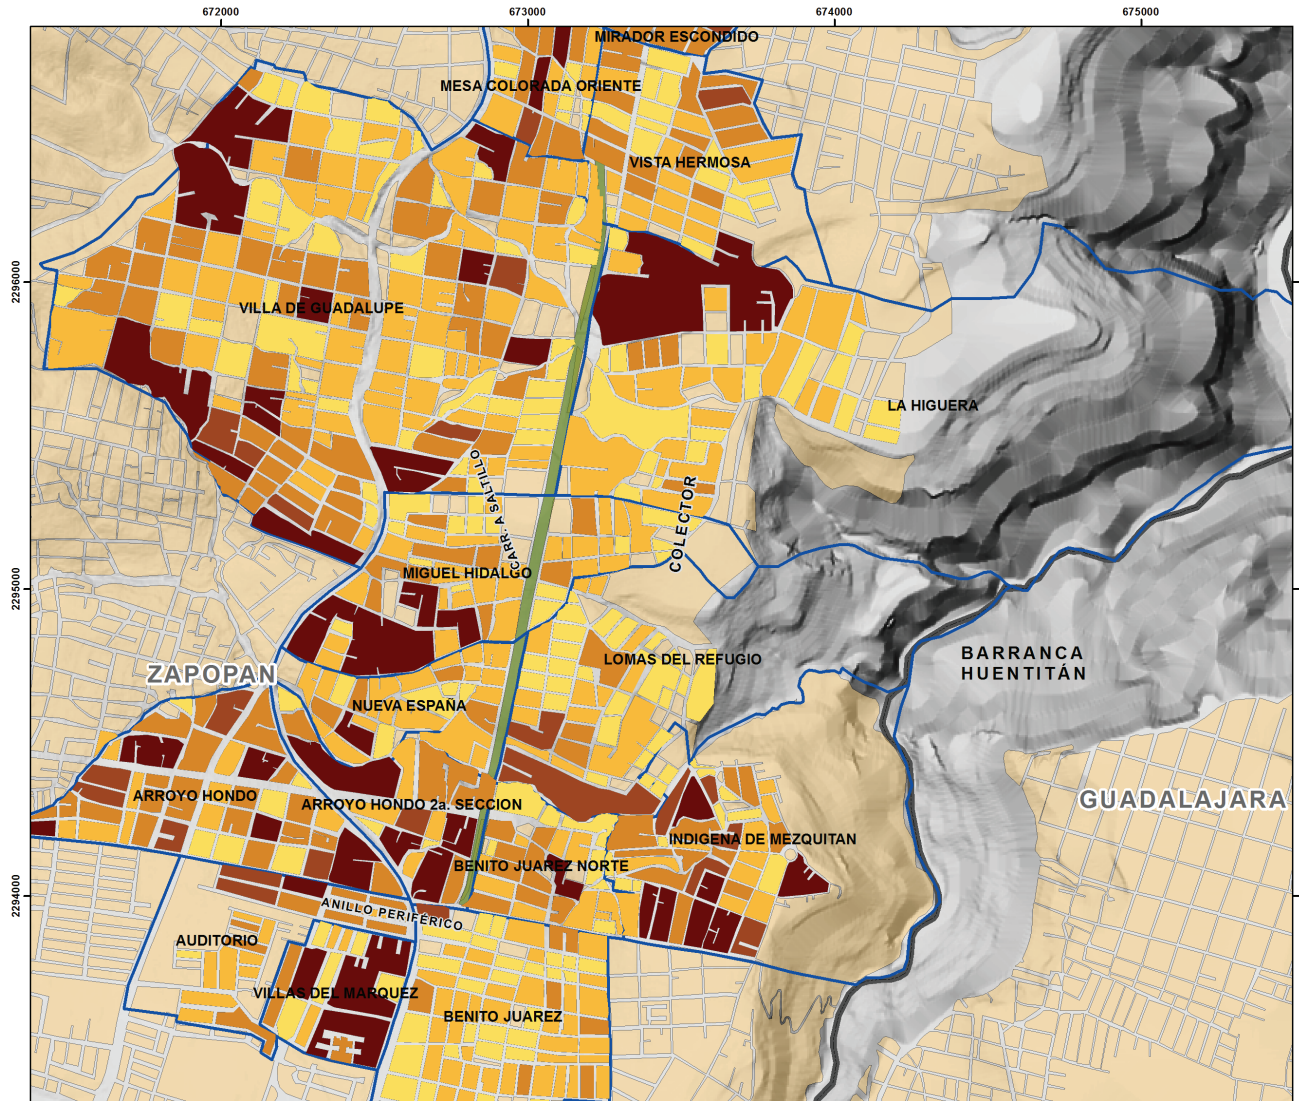 672000
673000
674000
675000
MIRADOR ESCONDIDO
MESA COLORADA ORIENTE
VISTA HERMOSA
2296000
VILLA DE GUADALUPE
LA HIGUERA
CARR. A SALTILLO
COLECTOR
2295000
MIGUEL HIDALGO
LOMAS DEL REFUGIO
BARRANCA
HUENTITÁN
ZAPOPAN
NUEVA ESPAÑA
ARROYO HONDO
ARROYO HONDO 2a. SECCION
GUADALAJARA
INDIGENA DE MEZQUITAN
BENITO JUAREZ NORTE
2294000
ANILLO PERIFÉRICO
AUDITORIO
VILLAS DEL MARQUEZ
BENITO JUAREZ